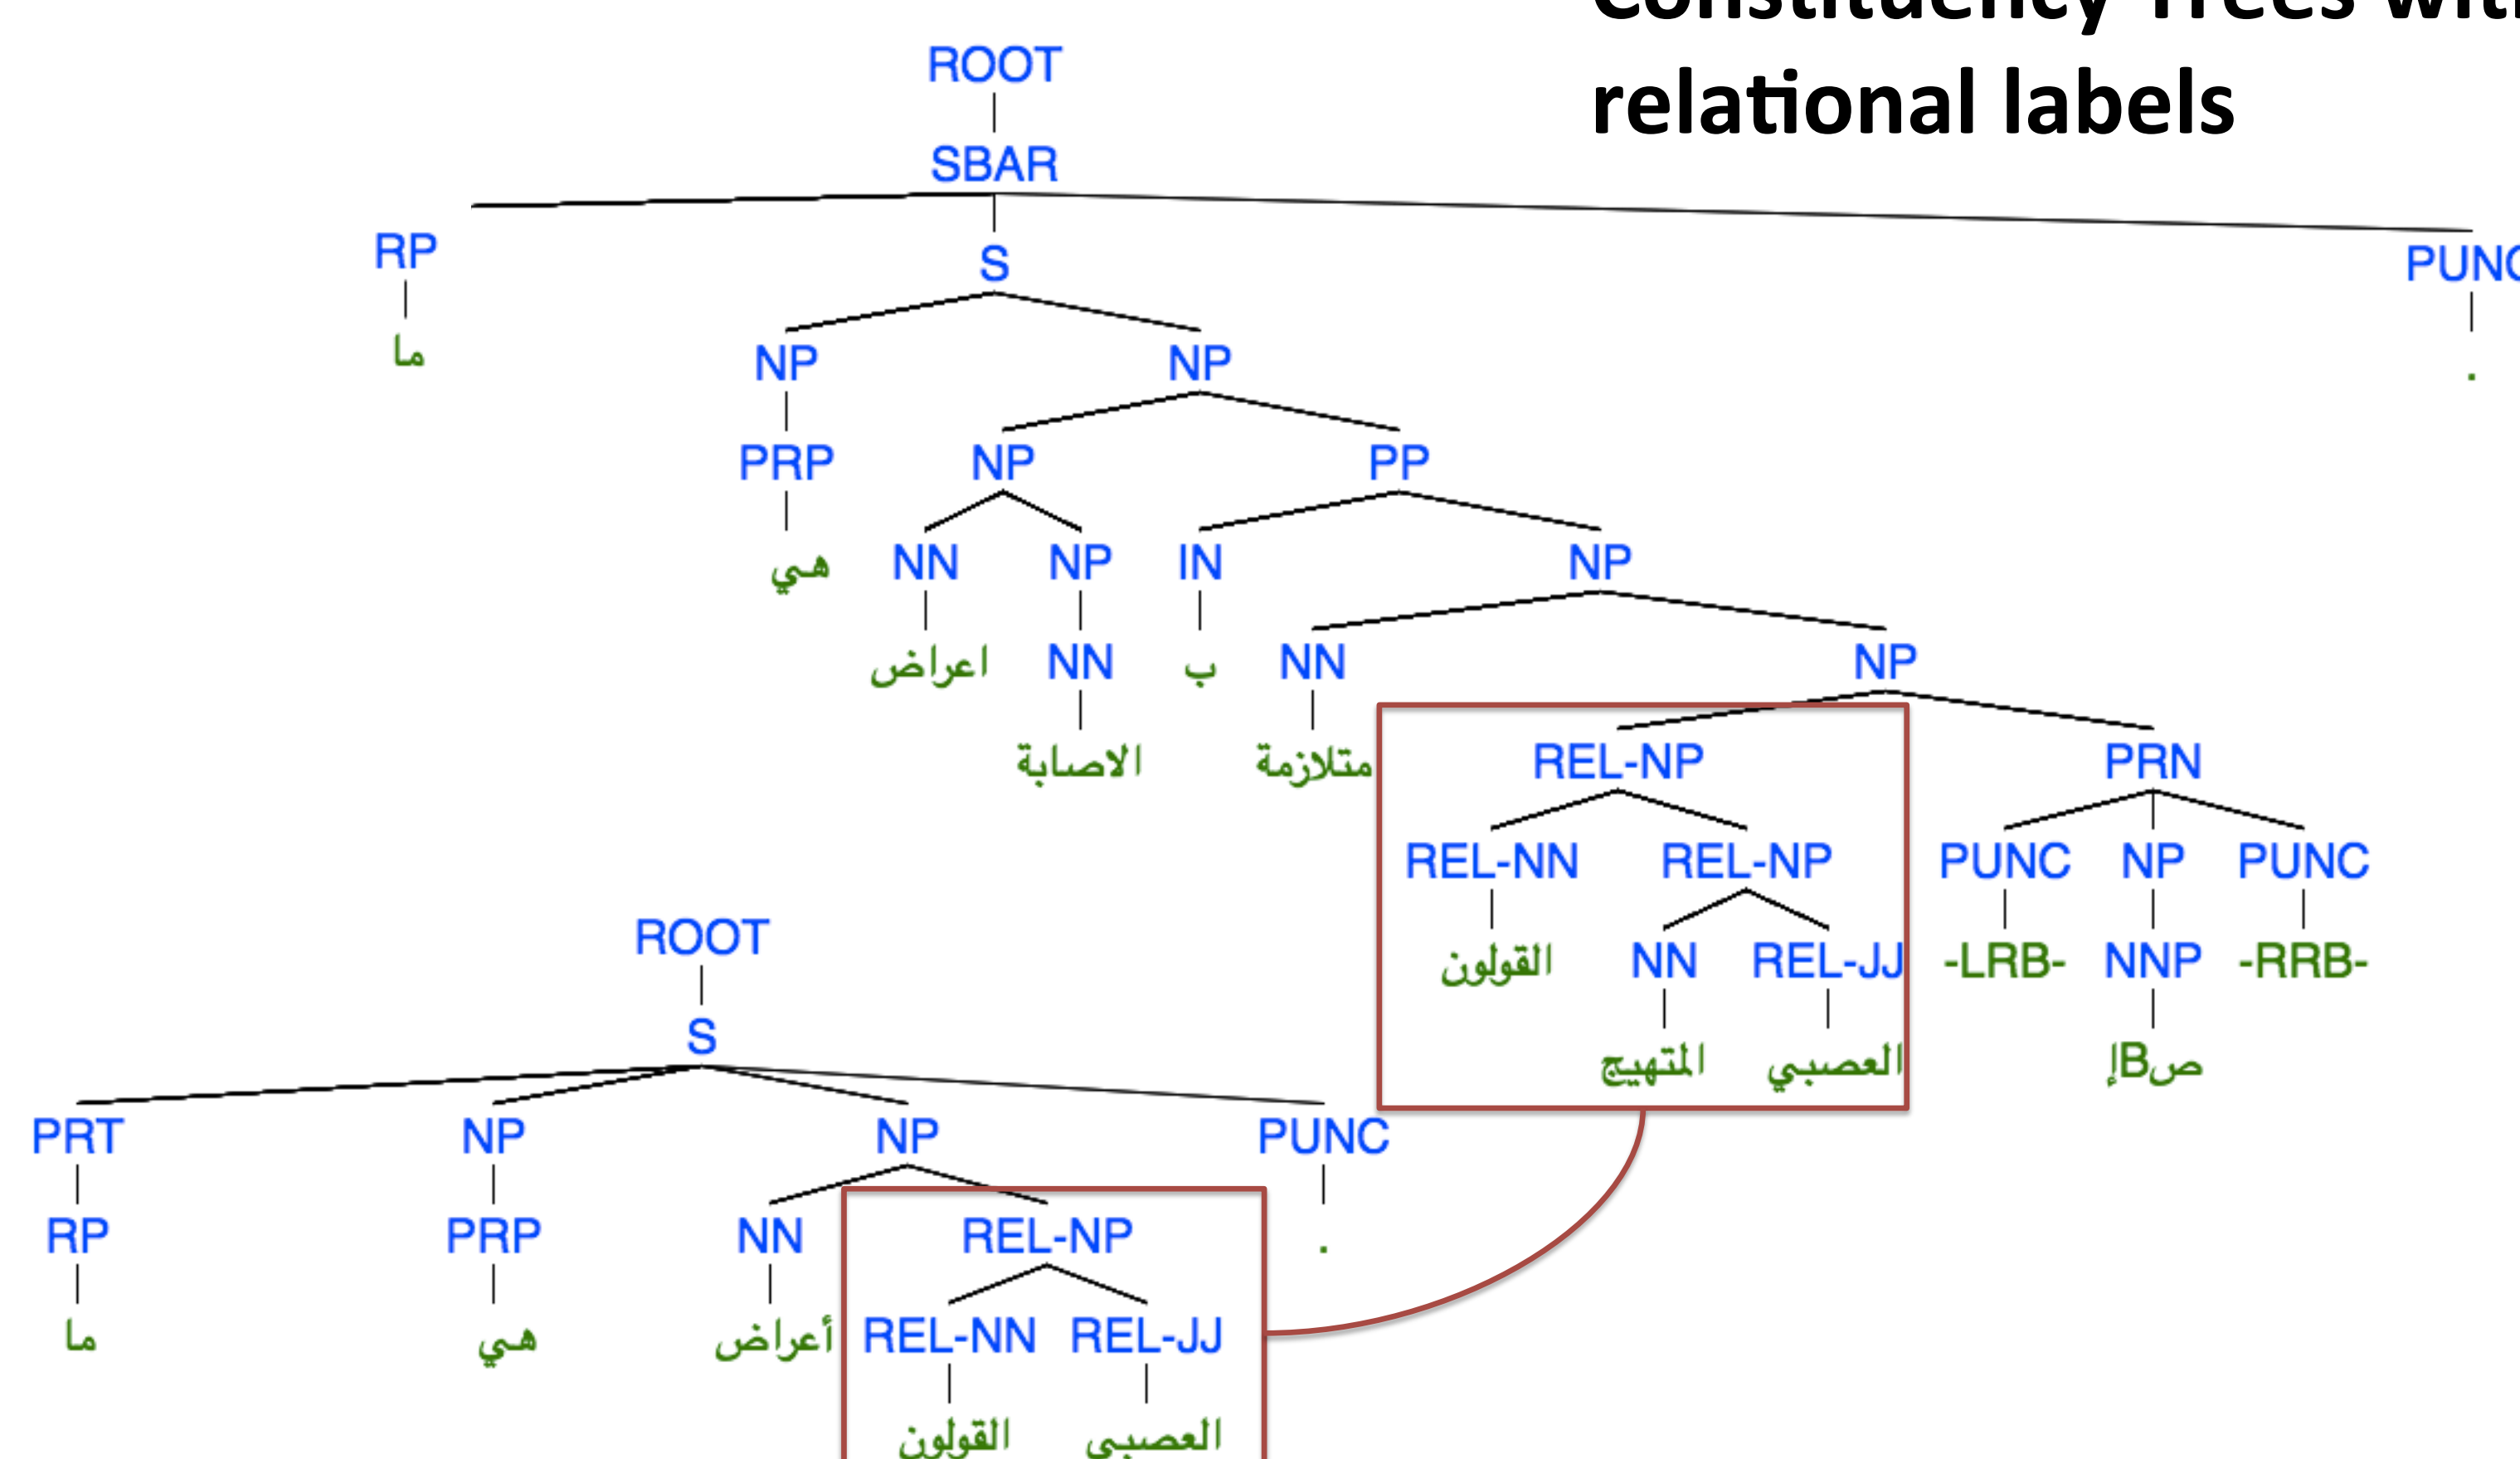 Constituency Trees with
relational labels
ROOT
SBAR
RP S PUNC
ما NP NP .
PRP NP PP
هي NN NP IN NP
اعراض NN ب NN NP
الاصابة متلازمة REL-NP PRN
REL-NN REL-NP PUNC NP PUNC
القولون NN REL-JJ -LRB- NNP -RRB-
المتهيج العصبي صBإ
ROOT
S
PRT NP NP PUNC
RP PRP NN REL-NP .
ما هي أعراض REL-NN REL-JJ
القولون العصبي